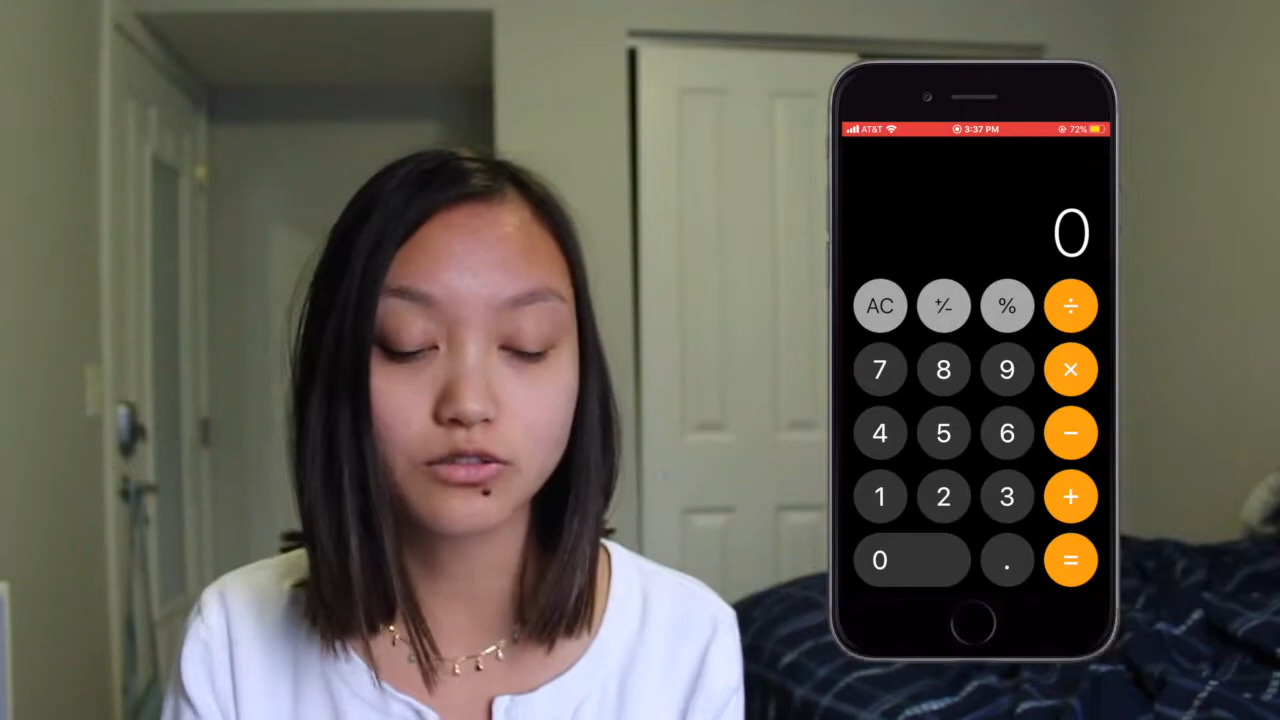 AT&T 3:37 PM 72%
0
AC +/- % ÷
7 8 9 ×
4 5 6 −
1 2 3 +
0 . =